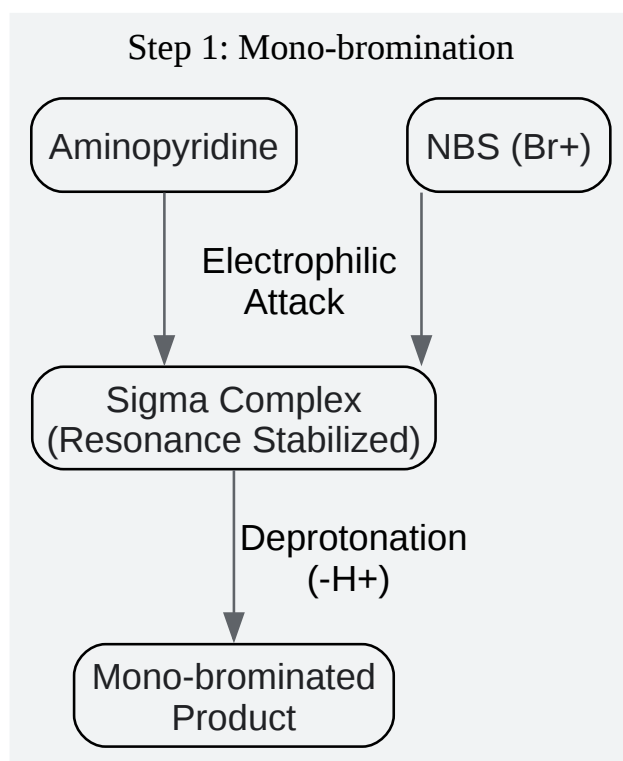 Step 1: Mono-bromination
Aminopyridine
NBS (Br+)
Electrophilic
Attack
Sigma Complex
(Resonance Stabilized)
Deprotonation
(-H+)
Mono-brominated
Product